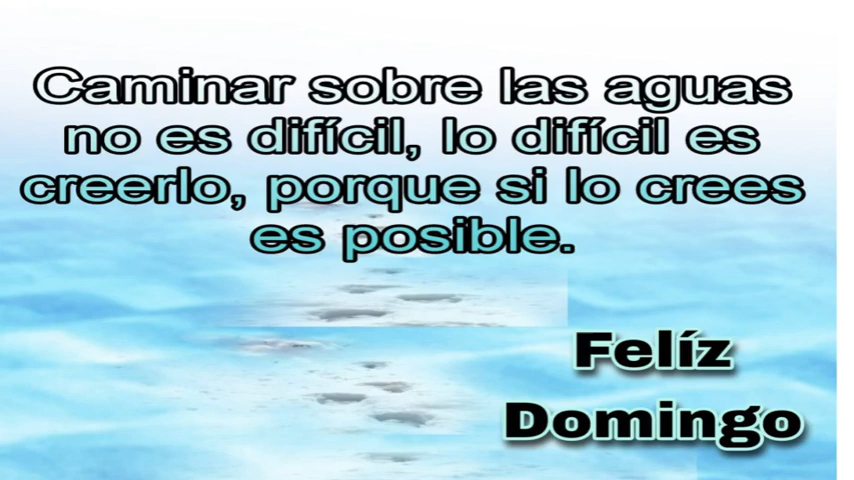 Caminar sobre las aguas
no es difícil, lo difícil es
creerlo, porque si lo crees
es posible.
Felíz
Domingo